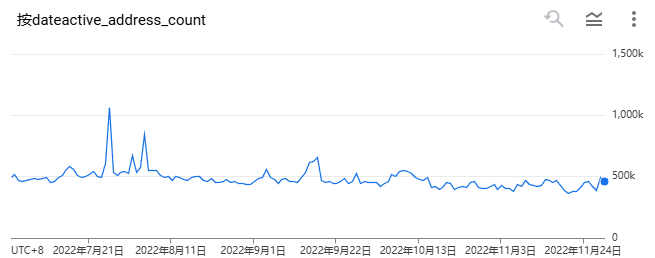 按dateactive_address_count
1,500k
1,000k
500k
0
UTC+8 2022年7月21日 2022年8月11日 2022年9月1日 2022年9月22日 2022年10月13日 2022年11月3日 2022年11月24日